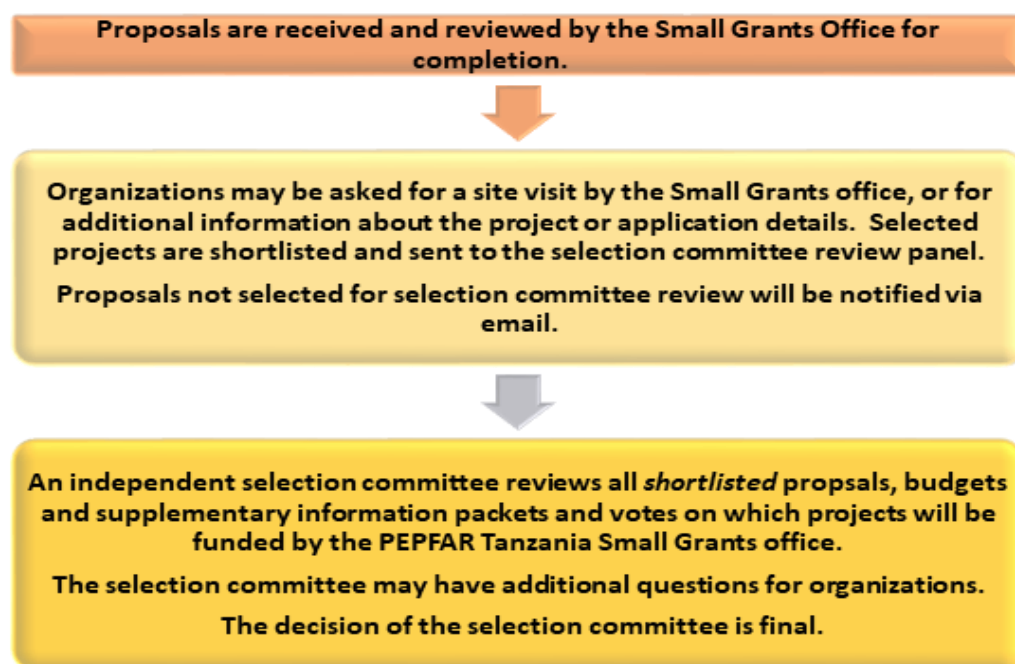 Proposals are received and reviewed by the Small Grants Office for
completion.
Organizations may be asked for a site visit by the Small Grants office, or for
additional information about the project or application details.  Selected
projects are shortlisted and sent to the selection committee review panel.
Proposals not selected for selection committee review will be notified via
email.
An independent selection committee reviews all shortlisted propsals, budgets
and supplementary information packets and votes on which projects will be
funded by the PEPFAR Tanzania Small Grants office.
The selection committee may have additional questions for organizations.
The decision of the selection committee is final.